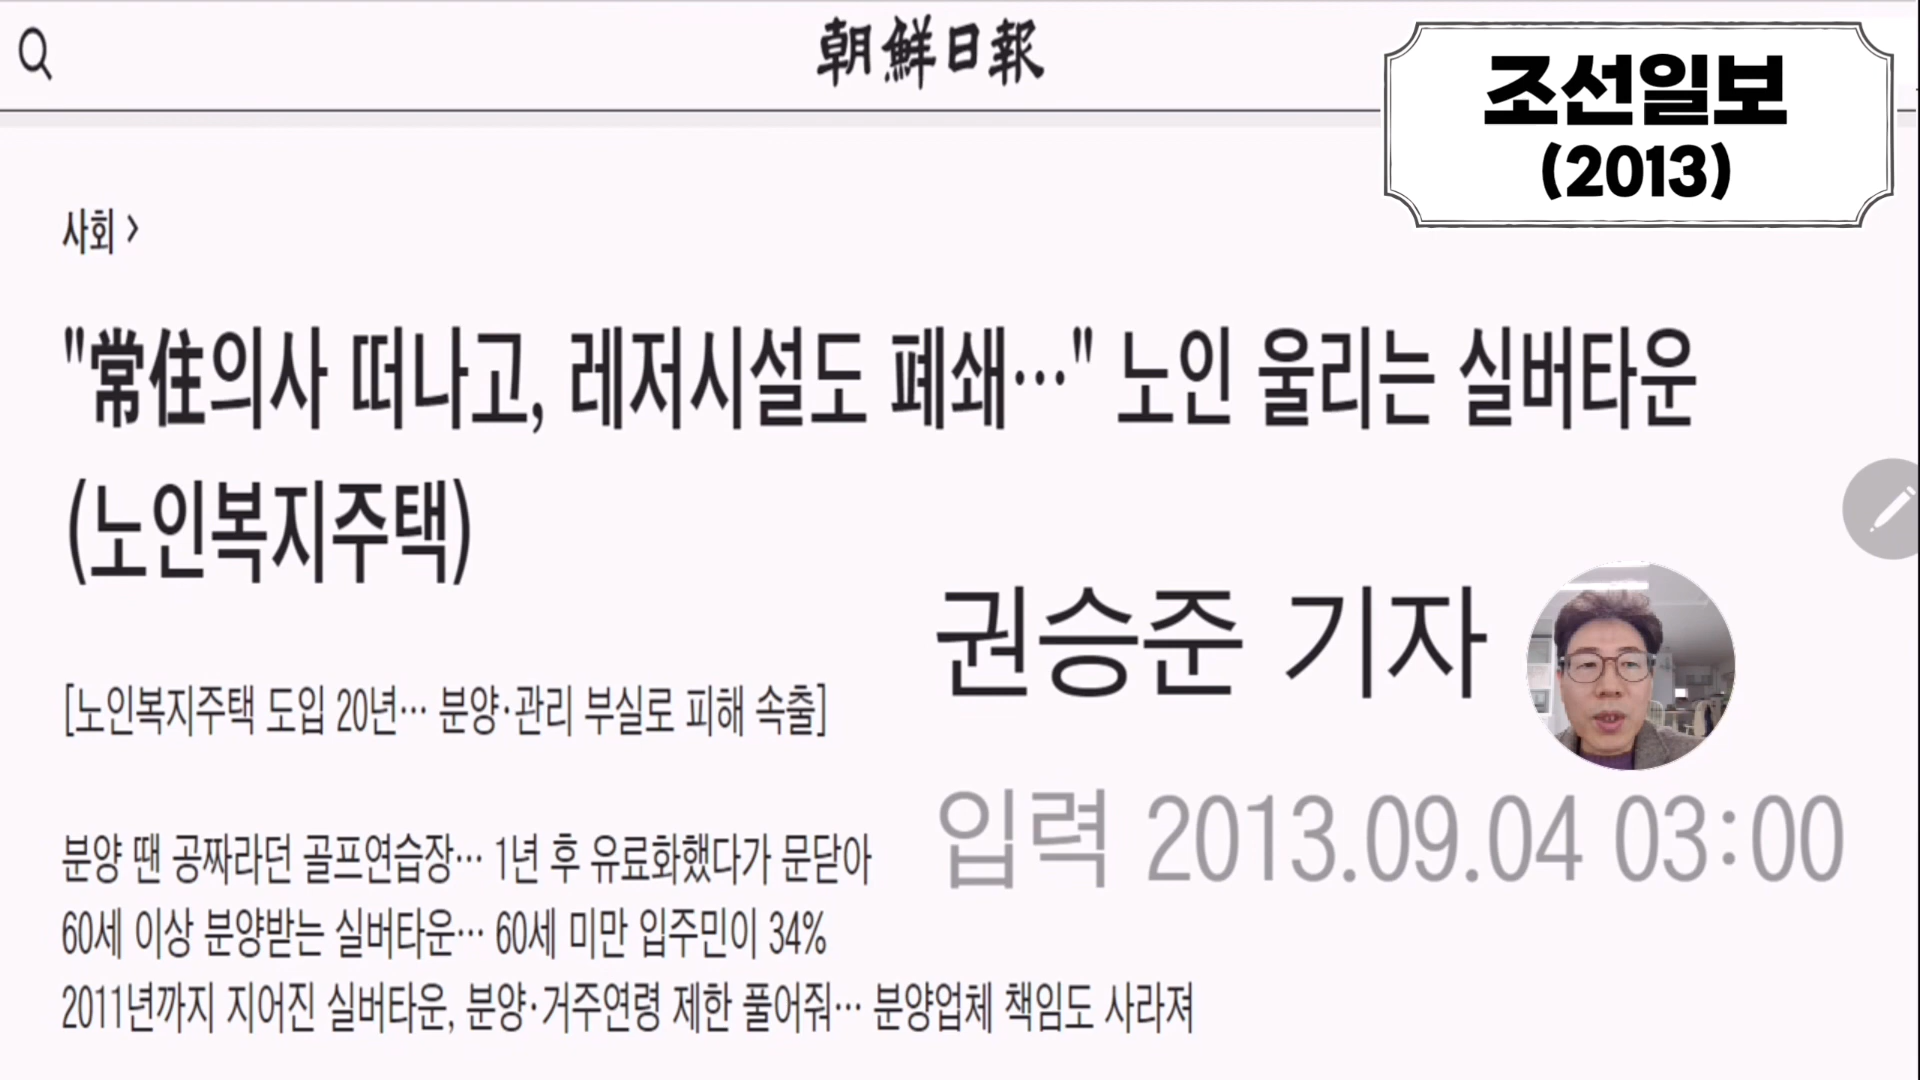 朝鮮日報
조선일보
(2013)
사회 >
"常住의사 떠나고, 레저시설도 폐쇄…" 노인 울리는 실버타운
(노인복지주택)
권승준 기자
[노인복지주택 도입 20년… 분양·관리 부실로 피해 속출]
입력 2013.09.04 03:00
분양 땐 공짜라던 골프연습장… 1년 후 유료화했다가 문닫아
60세 이상 분양받는 실버타운… 60세 미만 입주민이 34%
2011년까지 지어진 실버타운, 분양·거주연령 제한 풀어줘… 분양업체 책임도 사라져